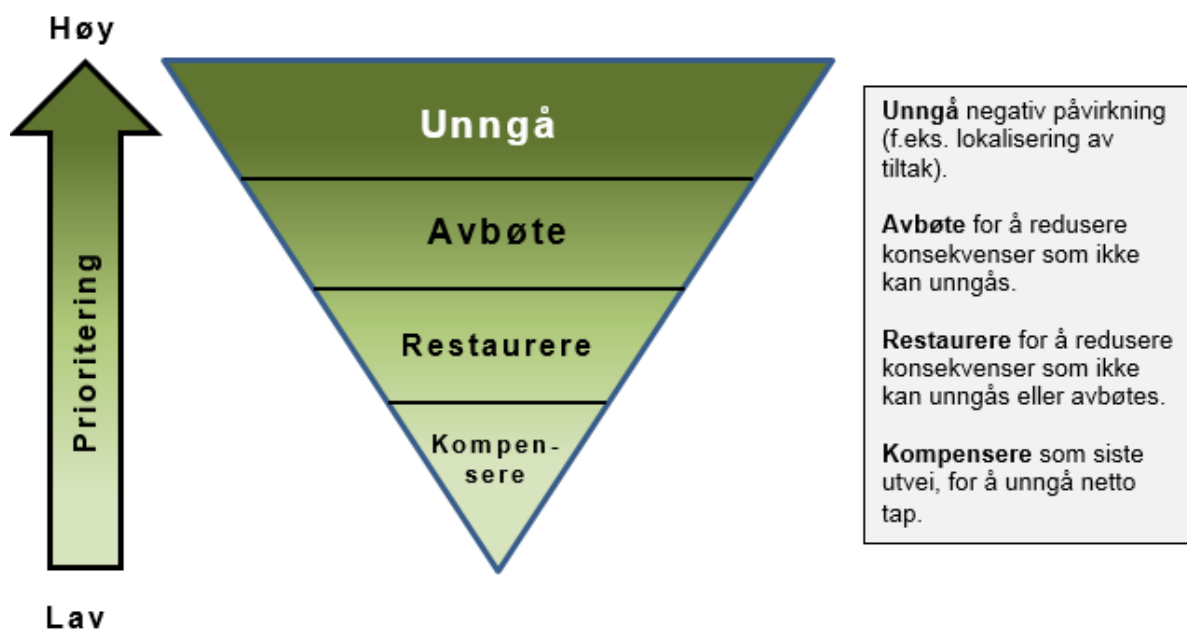 Høy
Prioritering
Lav
Unngå
Avbøte
Restaurere
Kompen-
sere
Unngå negativ påvirkning
(f.eks. lokalisering av
tiltak).
Avbøte for å redusere
konsekvenser som ikke
kan unngås.
Restaurere for å redusere
konsekvenser som ikke
kan unngås eller avbøtes.
Kompensere som siste
utvei, for å unngå netto
tap.